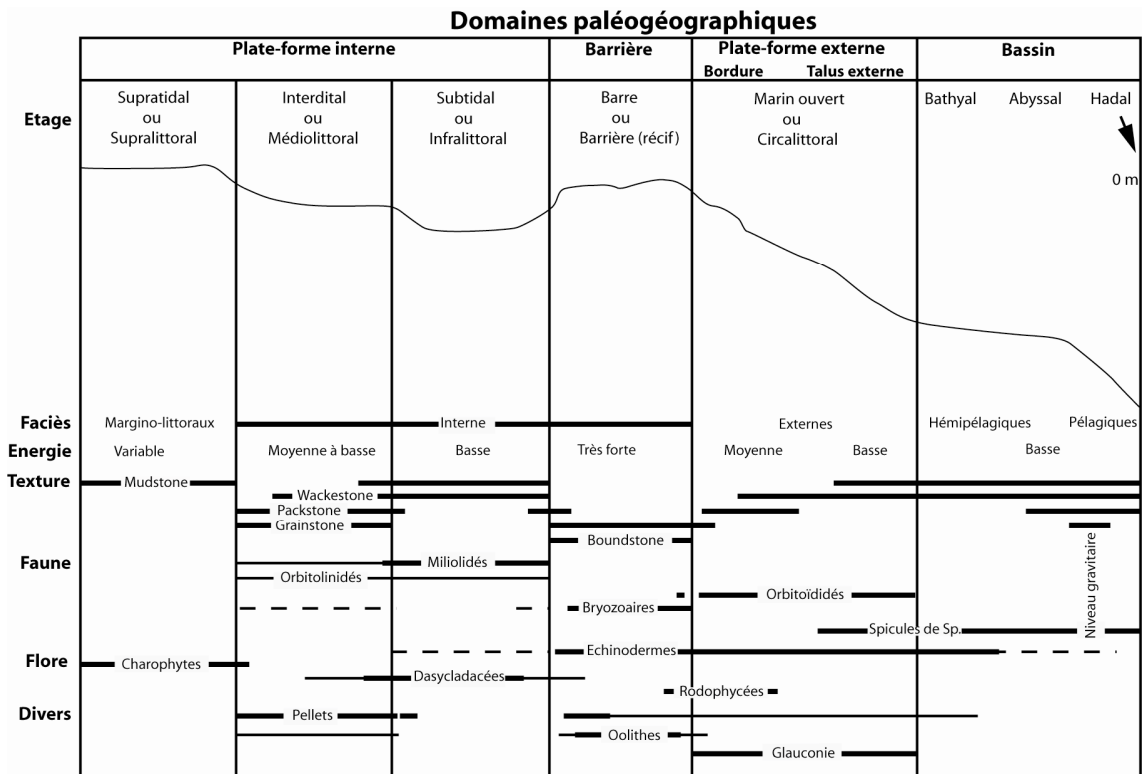 Domaines paléogéographiques
Plate-forme interne
Barrière
Plate-forme externe
Bassin
Bordure
Talus externe
Etage
Supratidal
ou
Supralittoral
Interdital
ou
Médiolittoral
Subtidal
ou
Infralittoral
Barre
ou
Barrière (récif)
Marin ouvert
ou
Circalittoral
Bathyal
Abyssal
Hadal
0 m
Faciès
Margino-littoraux
Interne
Externes
Hémipélagiques
Pélagiques
Energie
Variable
Moyenne à basse
Basse
Très forte
Moyenne
Basse
Basse
Texture
Mudstone
Wackestone
Packstone
Grainstone
Boundstone
Niveau gravitaire
Faune
Miliolidés
Orbitolinidés
Orbitoïdidés
Bryozoaires
Spicules de Sp.
Echinodermes
Flore
Charophytes
Dasycladacées
Rodophycées
Divers
Pellets
Oolithes
Glauconie